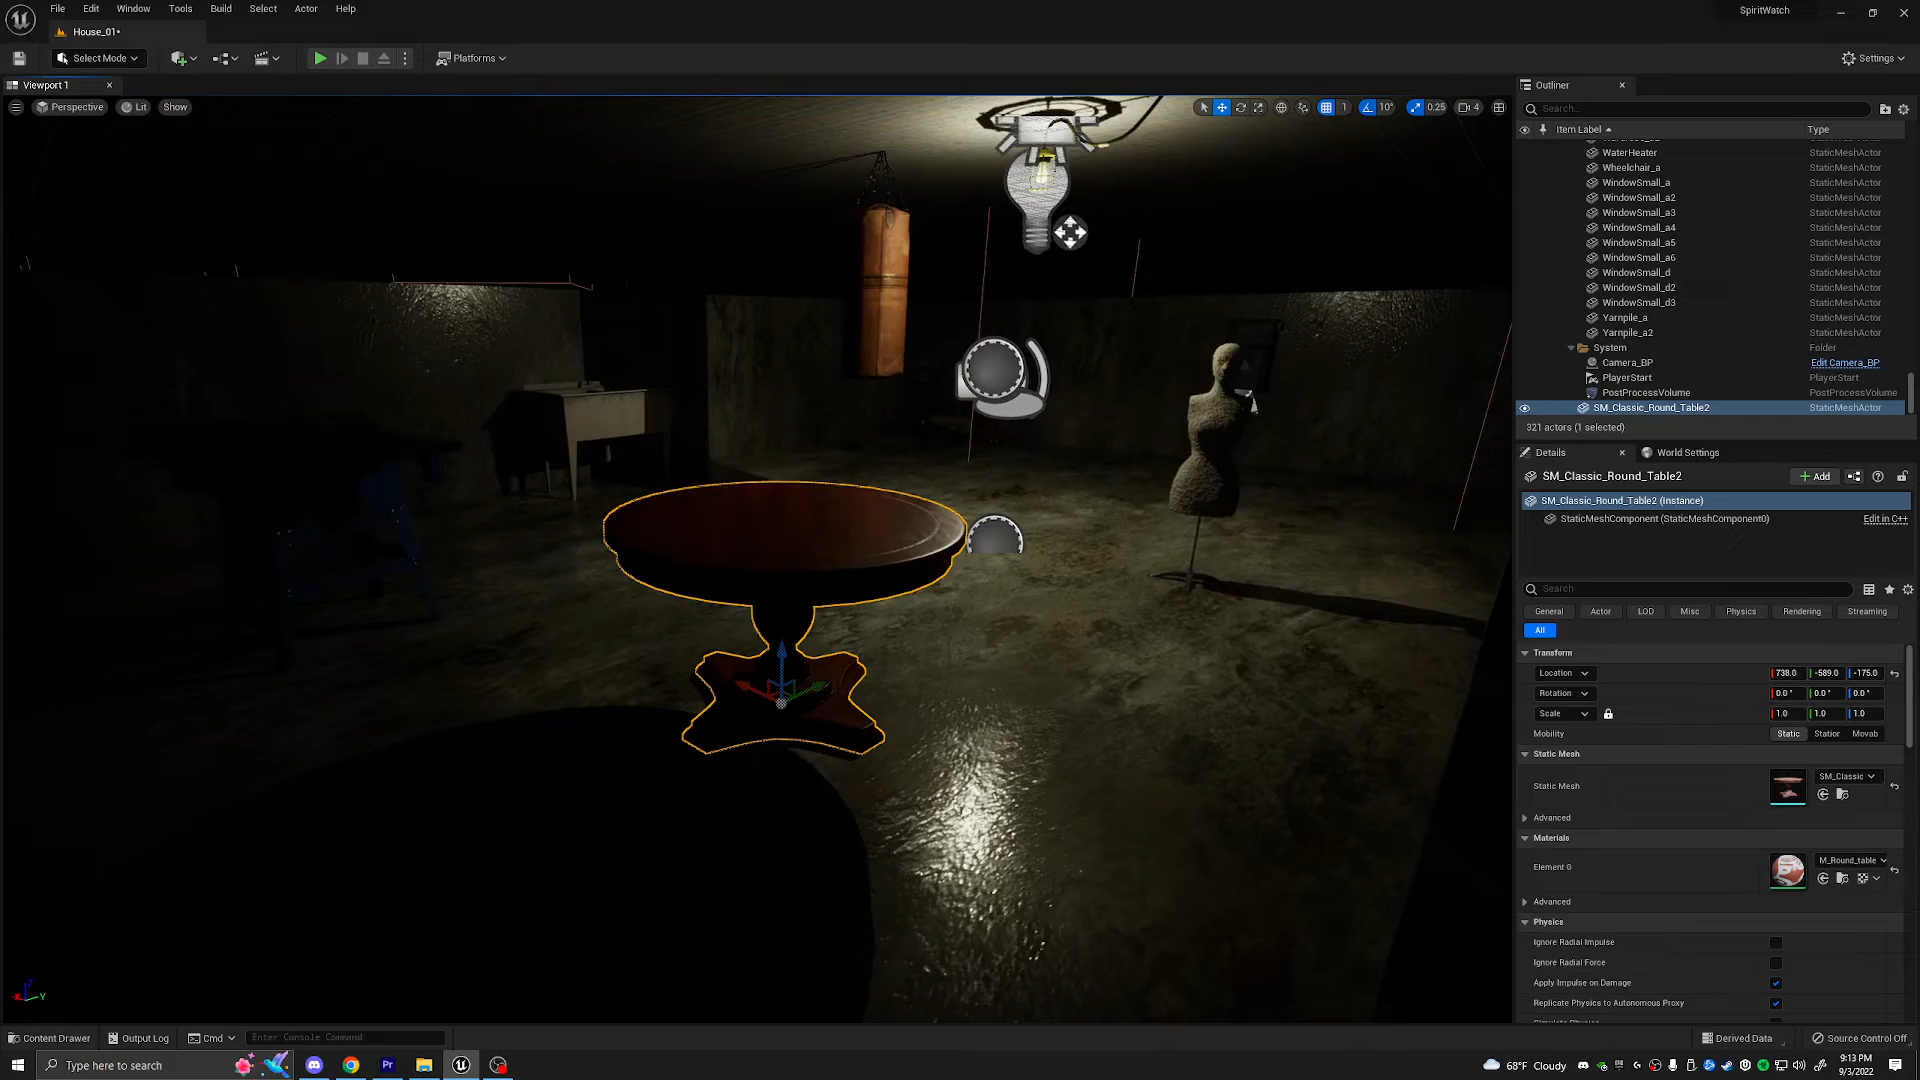 File Edit Window Tools Build Select Actor Help
SpiritWatch
House_01•
Select Mode
Platforms
Settings
Viewport 1
Perspective Lit Show
1 10° 0.25 4
Outliner
Search...
Item Label Type
WaterHeater StaticMeshActor
Wheelchair_a StaticMeshActor
WindowSmall_a StaticMeshActor
WindowSmall_a2 StaticMeshActor
WindowSmall_a3 StaticMeshActor
WindowSmall_a4 StaticMeshActor
WindowSmall_a5 StaticMeshActor
WindowSmall_a6 StaticMeshActor
WindowSmall_d StaticMeshActor
WindowSmall_d2 StaticMeshActor
WindowSmall_d3 StaticMeshActor
Yarnpile_a StaticMeshActor
Yarnpile_a2 StaticMeshActor
System Folder
Camera_BP Edit Camera_BP
PlayerStart PlayerStart
PostProcessVolume PostProcessVolume
SM_Classic_Round_Table2 StaticMeshActor
321 actors (1 selected)
Details World Settings
SM_Classic_Round_Table2 Add
SM_Classic_Round_Table2 (Instance)
StaticMeshComponent (StaticMeshComponent0) Edit in C++
Search
General Actor LOD Misc Physics Rendering Streaming
All
Transform
Location 738.0 -589.0 -175.0
Rotation 0.0° 0.0° 0.0°
Scale 1.0 1.0 1.0
Mobility Static Station Movab
Static Mesh
Static Mesh SM_Classic
Advanced
Materials
Element 0 M_Round_table
Advanced
Physics
Ignore Radial Impulse
Ignore Radial Force
Apply Impulse on Damage
Replicate Physics to Autonomous Proxy
Z
X Y
Content Drawer Output Log Cmd Enter Console Command
Derived Data Source Control Off
Type here to search
Pr
68°F Cloudy
9:13 PM
9/3/2022